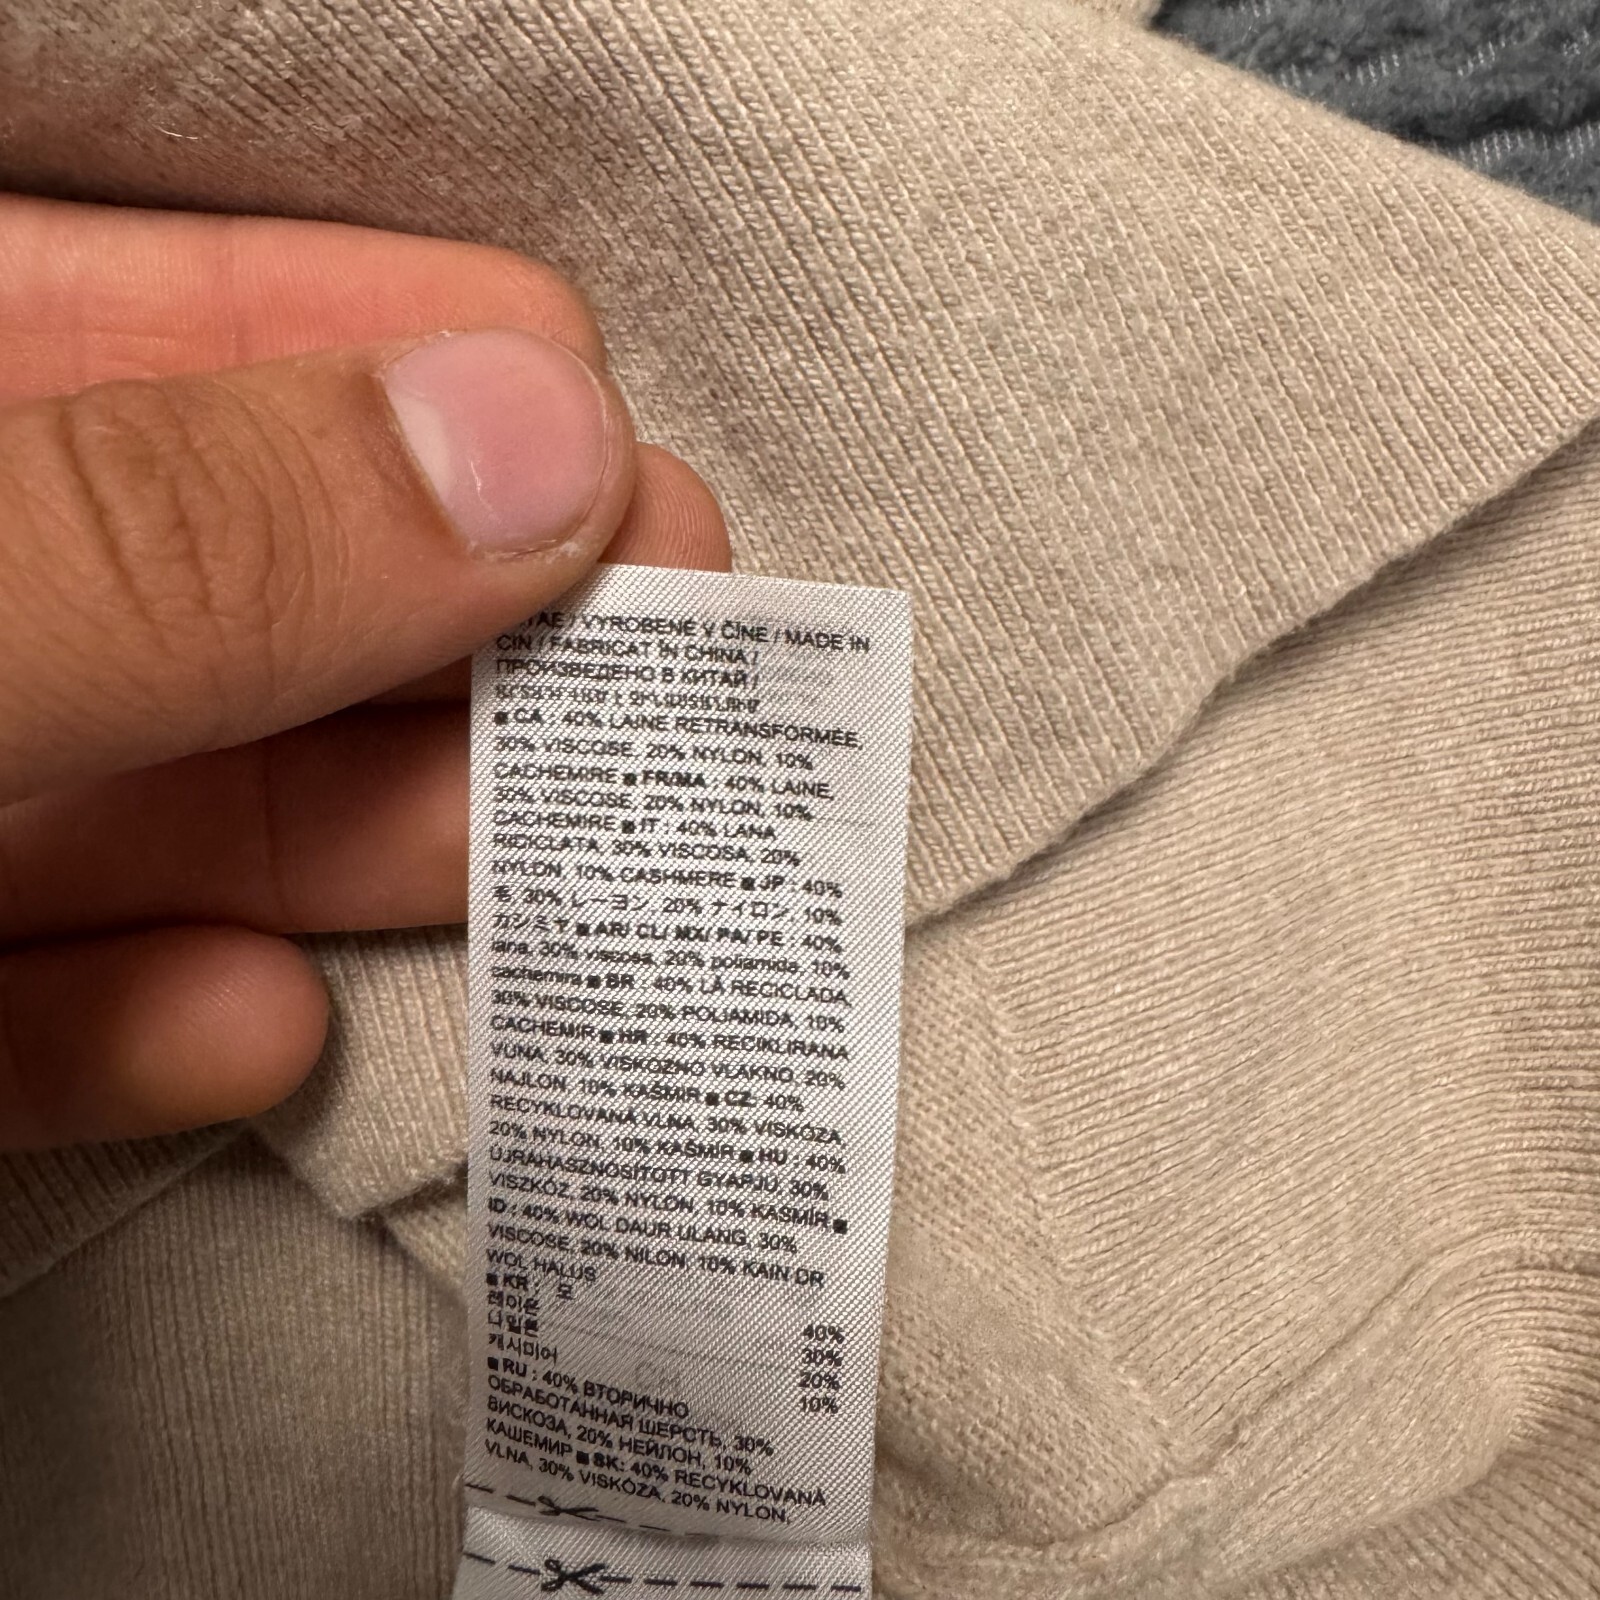 / VYROBENÉ V ČÍNE / MADE IN
CIN / FABRICAT ÎN CHINA /
ПРОИЗВЕДЕНО В КИТАЙ /
■ CA : 40% LAINE RETRANSFORMÉE,
30% VISCOSE, 20% NYLON, 10%
CACHEMIRE ■ FR/MA : 40% LAINE,
30% VISCOSE, 20% NYLON, 10%
CACHEMIRE ■ IT : 40% LANA
RICICLATA, 30% VISCOSA, 20%
NYLON, 10% CASHMERE ■ JP : 40%
毛, 30% レーヨン, 20% ナイロン, 10%
カシミヤ ■ AR/ CL/ MX/ PA/ PE : 40%
lana, 30% viscosa, 20% poliamida, 10%
cachemira ■ BR : 40% LÃ RECICLADA,
30% VISCOSE, 20% POLIAMIDA, 10%
CACHEMIR ■ HR : 40% RECIKLIRANA
VUNA, 30% VISKOZNO VLAKNO, 20%
NAJLON, 10% KAŠMIR ■ CZ: 40%
RECYKLOVANÁ VLNA, 30% VISKÓZA,
20% NYLON, 10% KAŠMÍR ■ HU : 40%
ÚJRAHASZNOSÍTOTT GYAPJÚ, 30%
VISZKÓZ, 20% NYLON, 10% KASMÍR ■
ID : 40% WOL DAUR ULANG, 30%
VISCOSE, 20% NILON, 10% KAIN DR
WOL HALUS
■ KR : 모 40%
레이온 30%
나일론 20%
캐시미어 10%
■ RU : 40% ВТОРИЧНО
ОБРАБОТАННАЯ ШЕРСТЬ, 30%
ВИСКОЗА, 20% НЕЙЛОН, 10%
КАШЕМИР ■ SK: 40% RECYKLOVANÁ
VLNA, 30% VISKÓZA, 20% NYLON,